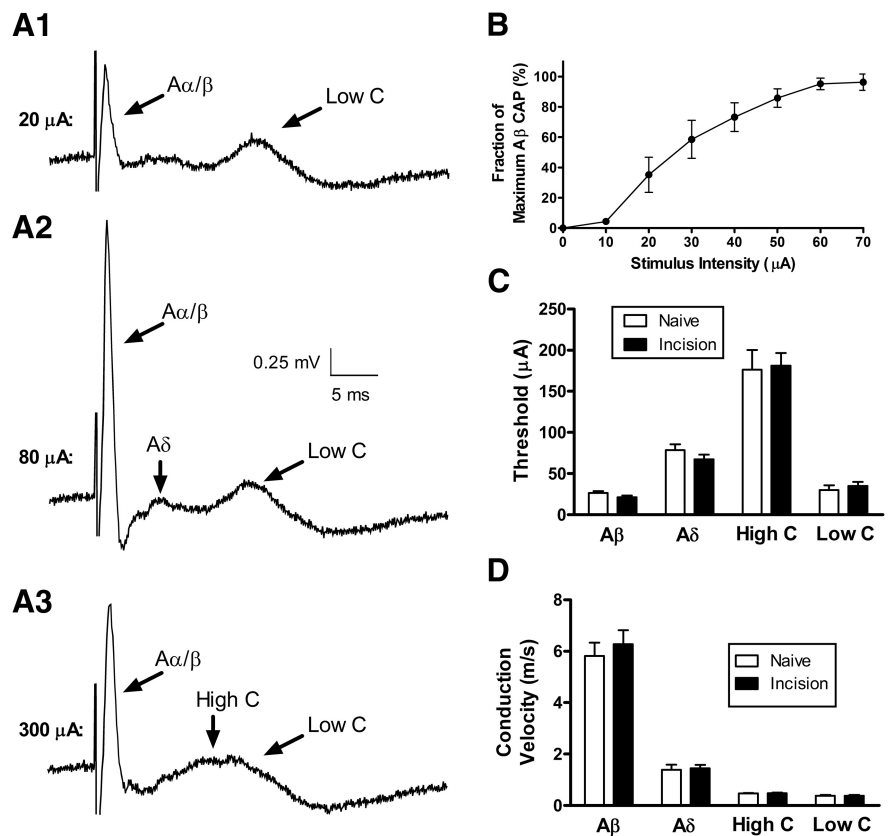 A1
20 μA:
Aα/β
Low C
A2
80 μA:
Aα/β
0.25 mV
5 ms
Aδ
Low C
A3
300 μA:
Aα/β
High C
Low C
B
Fraction of
Maximum Aβ CAP (%)
100
80
60
40
20
0
0 10 20 30 40 50 60 70
Stimulus Intensity (μA)
C
Threshold (μA)
250
200
150
100
50
0
Naive
Incision
Aβ Aδ High C Low C
D
Conduction
Velocity (m/s)
8
6
4
2
0
Naive
Incision
Aβ Aδ High C Low C